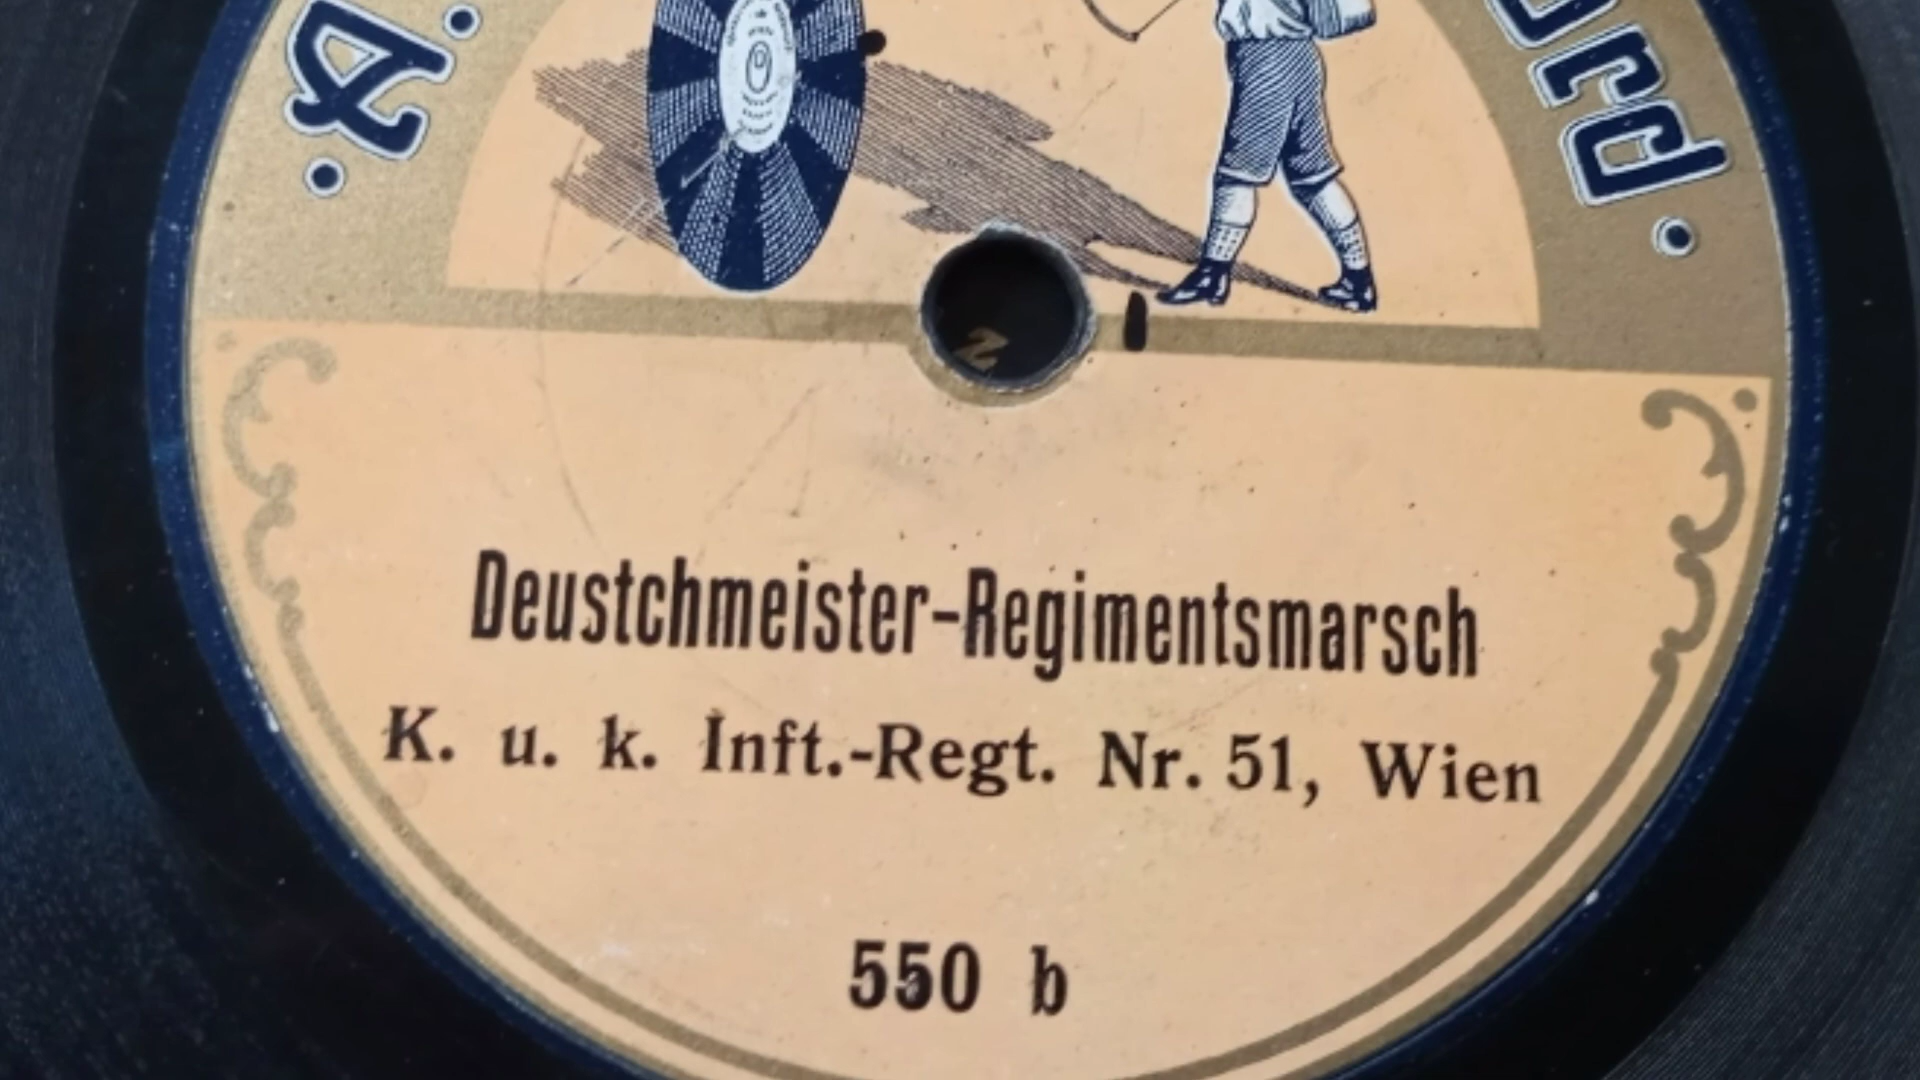 A.
Deustchmeister-Regimentsmarsch
K. u. k. Inft.-Regt. Nr. 51, Wien
550 b